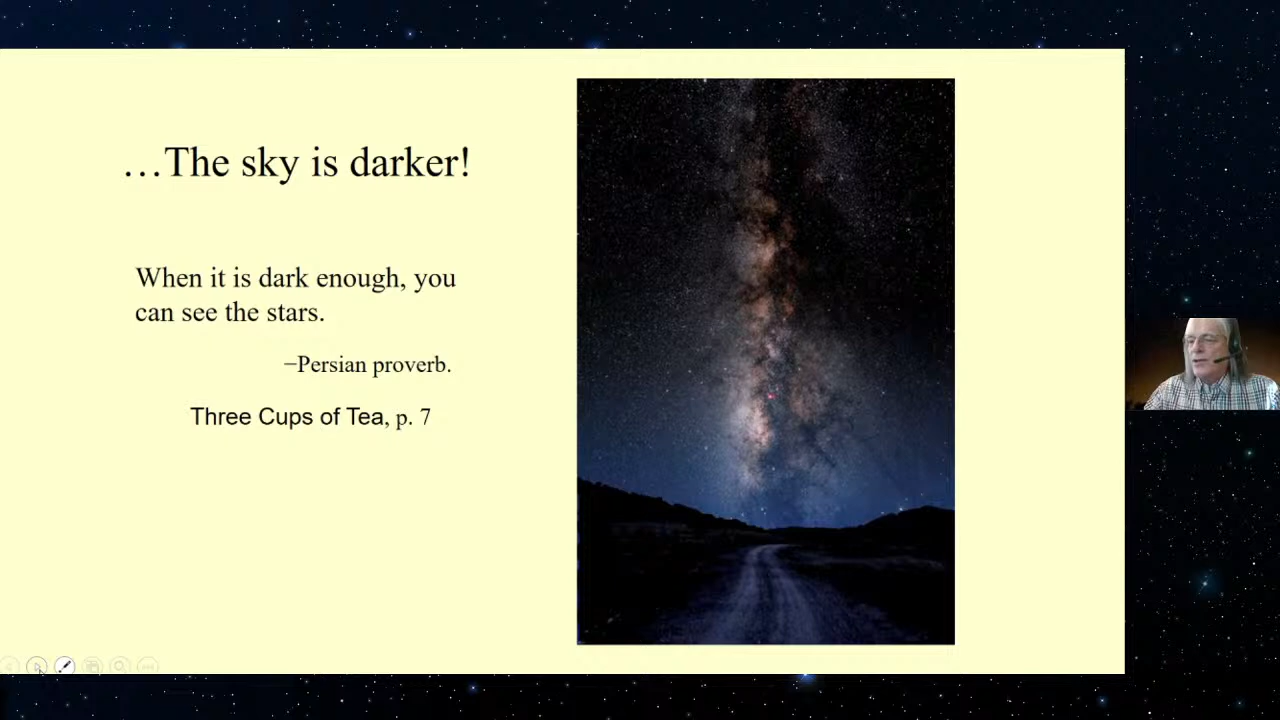 …The sky is darker!
When it is dark enough, you
can see the stars.
−Persian proverb.
Three Cups of Tea, p. 7